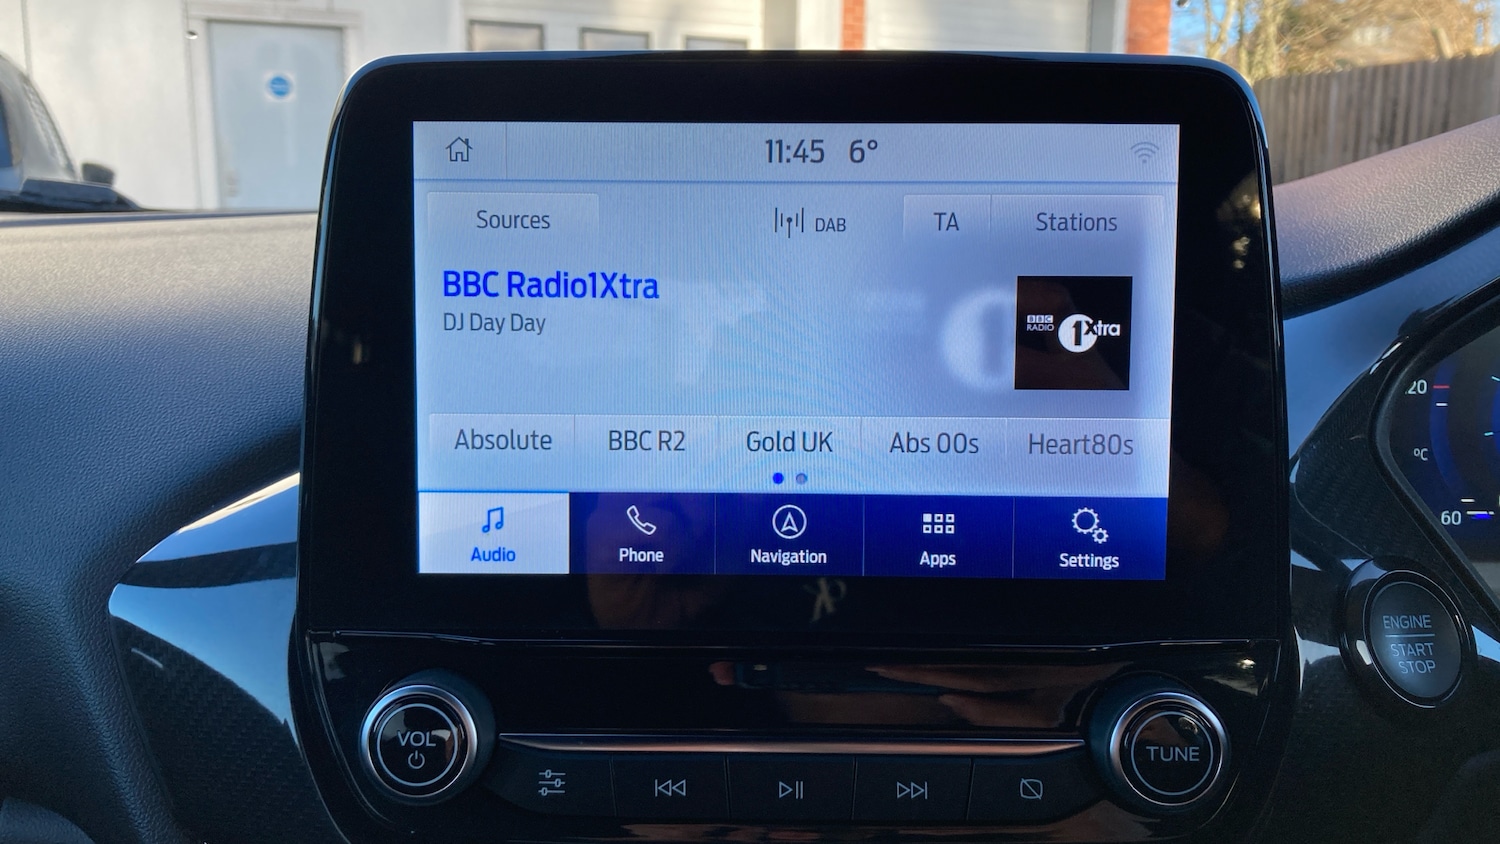 11:45 6°
Sources DAB TA Stations
BBC Radio1Xtra
DJ Day Day
BBC
RADIO 1Xtra
Absolute BBC R2 Gold UK Abs 00s Heart80s
Audio Phone Navigation Apps Settings
°C
60
ENGINE
START
STOP
VOL
TUNE